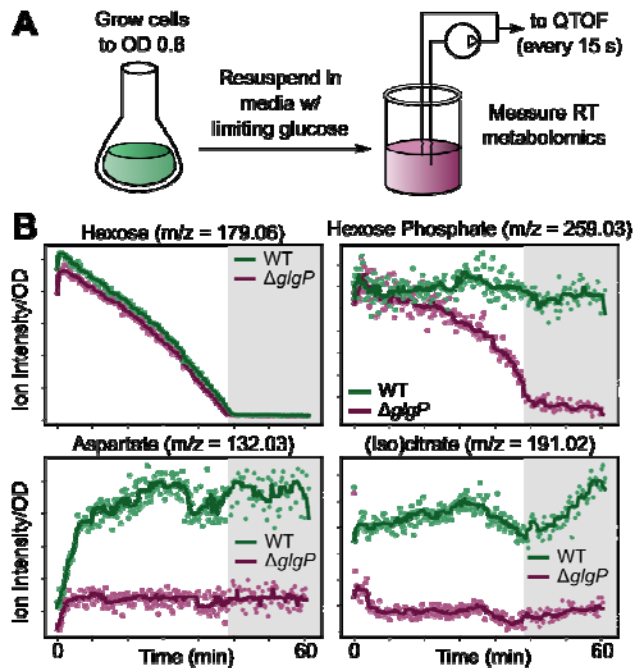 A
Grow cells
to OD 0.6
Resuspend in
media w/
limiting glucose
to QTOF
(every 15 s)
Measure RT
metabolomics
B
Hexose (m/z = 179.06)
Hexose Phosphate (m/z = 259.03)
Ion Intensity/OD
WT
ΔglgP
WT
ΔglgP
Aspartate (m/z = 132.03)
(Iso)citrate (m/z = 191.02)
Ion Intensity/OD
WT
ΔglgP
WT
ΔglgP
0
Time (min)
60
0
Time (min)
60